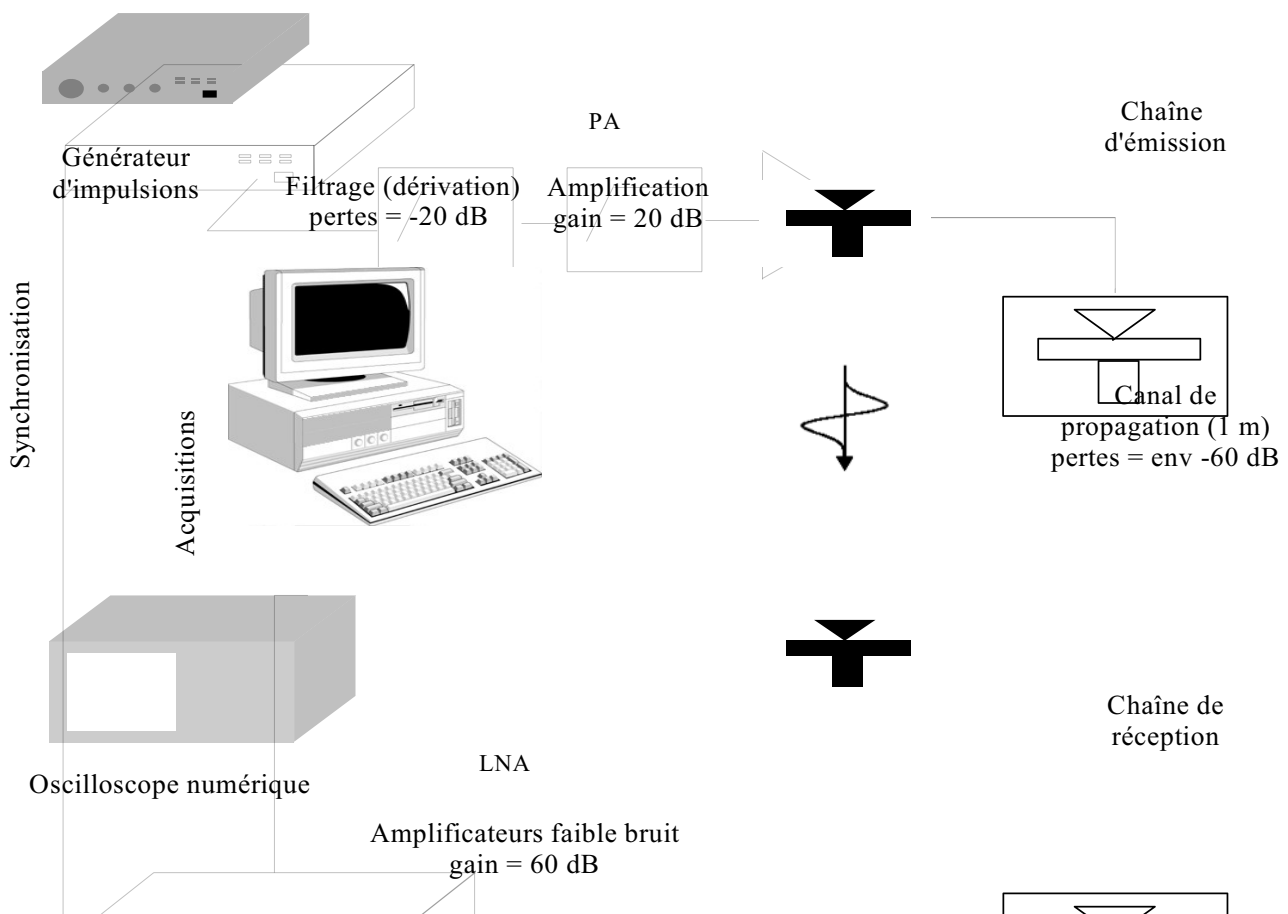 PA
Chaîne
d'émission
Générateur
d'impulsions
Filtrage (dérivation)
pertes = -20 dB
Amplification
gain = 20 dB
Synchronisation
Acquisitions
Canal de
propagation (1 m)
pertes = env -60 dB
Chaîne de
réception
LNA
Oscilloscope numérique
Amplificateurs faible bruit
gain = 60 dB